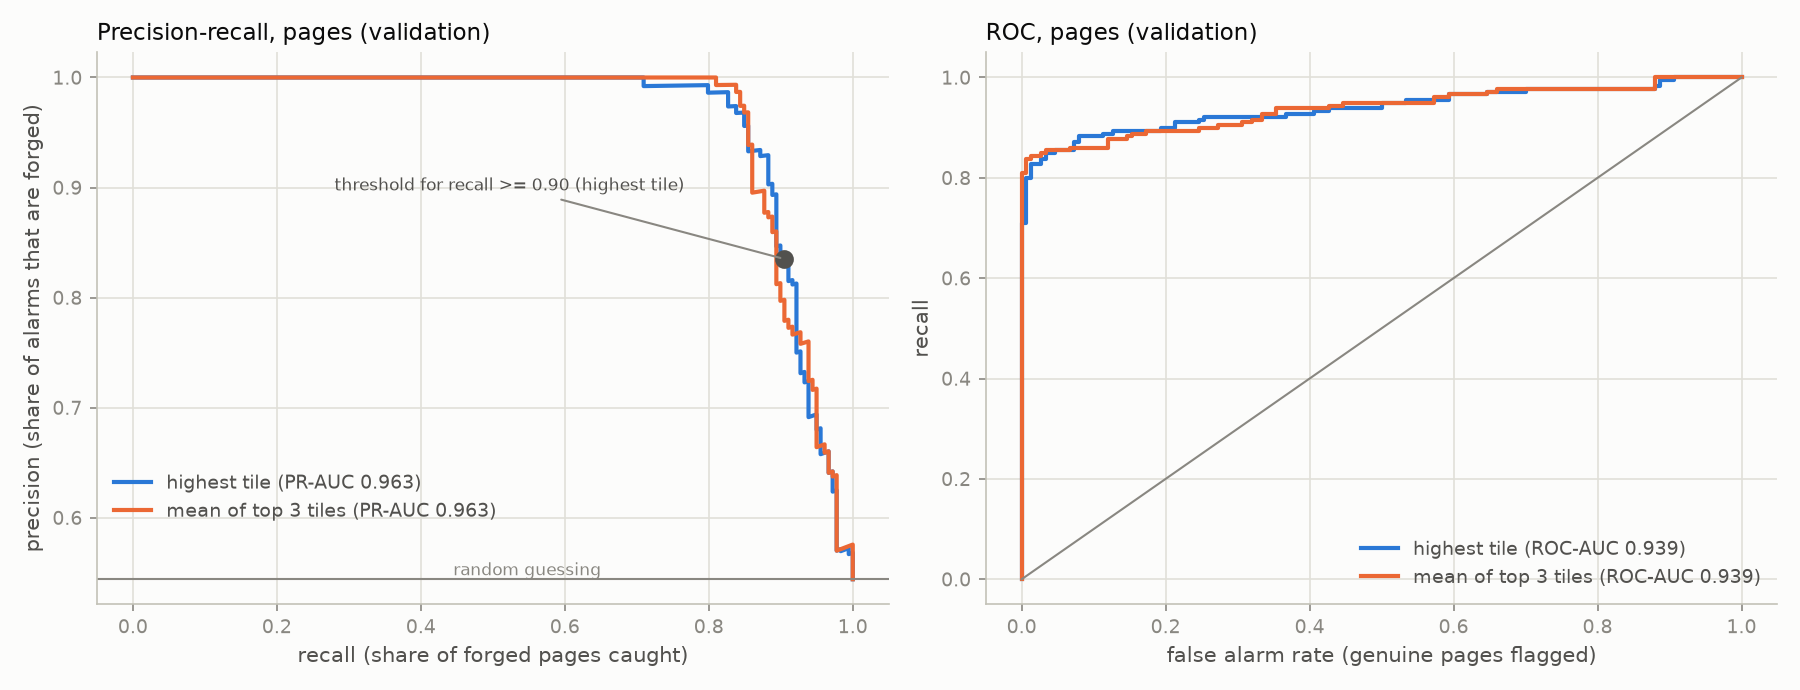 Precision-recall, pages (validation)
precision (share of alarms that are forged)
1.0
0.9
0.8
0.7
0.6
threshold for recall >= 0.90 (highest tile)
highest tile (PR-AUC 0.963)
mean of top 3 tiles (PR-AUC 0.963)
random guessing
0.0 0.2 0.4 0.6 0.8 1.0
recall (share of forged pages caught)
ROC, pages (validation)
recall
1.0
0.8
0.6
0.4
0.2
0.0
highest tile (ROC-AUC 0.939)
mean of top 3 tiles (ROC-AUC 0.939)
0.0 0.2 0.4 0.6 0.8 1.0
false alarm rate (genuine pages flagged)